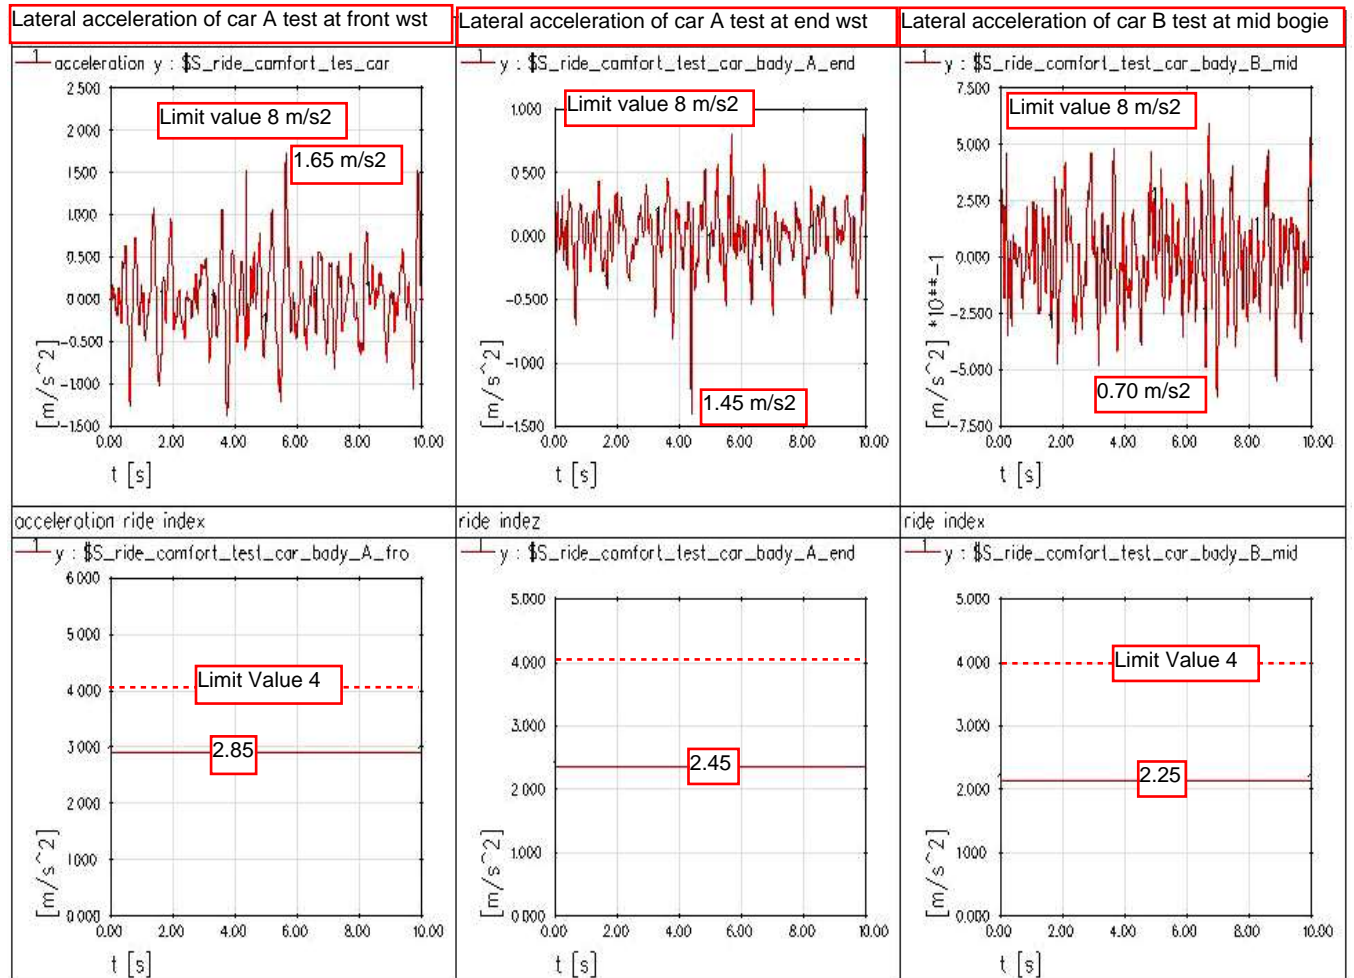 Lateral acceleration of car A test at front wst
Lateral acceleration of car A test at end wst
Lateral acceleration of car B test at mid bogie
1 acceleration y : $S_ride_camfort_tes_car
2.500
2.000
1.500
1.000
0.500
0.000
-0.500
-1.000
-1.500
[m/s^2]
Limit value 8 m/s2
1.65 m/s2
0.00 2.00 4.00 6.00 8.00 10.00
t [s]
1 y : $S_ride_comfort_test_car_body_A_end
1.000
0.500
0.000
-0.500
-1.000
-1.500
[m/s^2]
Limit value 8 m/s2
1.45 m/s2
0.00 2.00 4.00 6.00 8.00 10.00
t [s]
1 y : $S_ride_comfort_test_car_body_B_mid
7.500
5.000
2.500
0.000
-2.500
-5.000
-7.500
[m/s^2] *10**-1
Limit value 8 m/s2
0.70 m/s2
0.00 2.00 4.00 6.00 8.00 10.00
t [s]
acceleration ride index
ride indez
ride index
1 y : $S_ride_comfort_test_car_body_A_fro
6.000
5.000
4.000
3.000
2.000
1.000
0.000
[m/s^2]
Limit Value 4
2.85
0.00 2.00 4.00 6.00 8.00 10.00
t [s]
1 y : $S_ride_comfort_test_car_body_A_end
5.000
4.000
3.000
2.000
1.000
0.000
[m/s^2]
2.45
0.00 2.00 4.00 6.00 8.00 10.00
t [s]
1 y : $S_ride_comfort_test_car_body_B_mid
5.000
4.000
3.000
2.000
1.000
0.000
[m/s^2]
Limit Value 4
2.25
0.00 2.00 4.00 6.00 8.00 10.00
t [s]